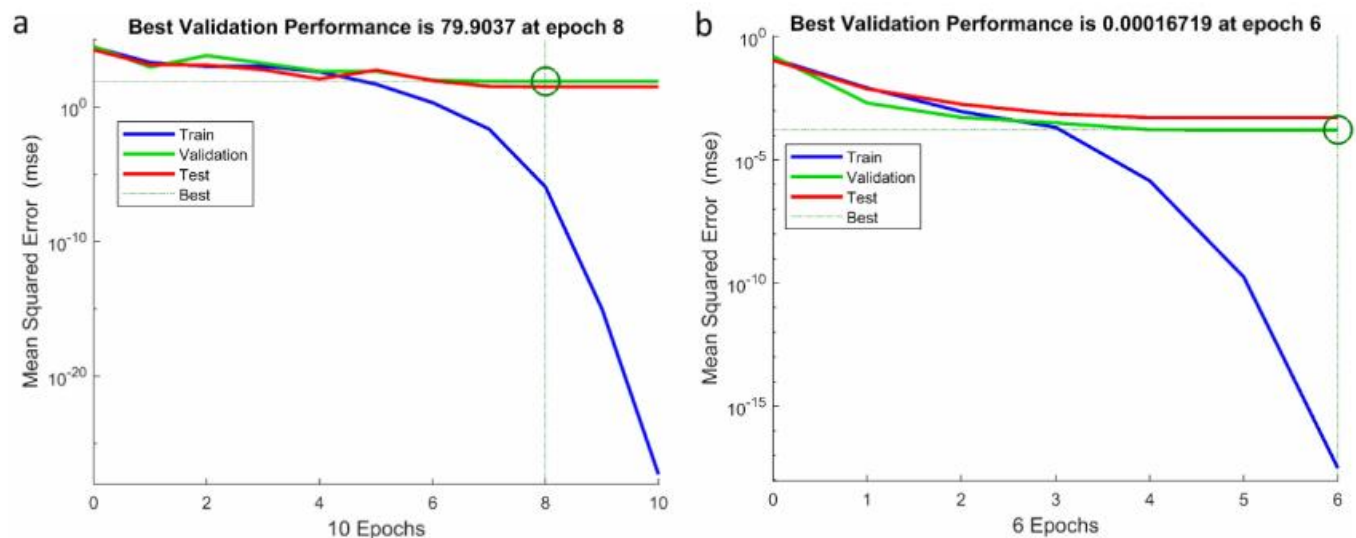 a
Best Validation Performance is 79.9037 at epoch 8
Mean Squared Error (mse)
10^0
10^-10
10^-20
Train
Validation
Test
Best
0 2 4 6 8 10
10 Epochs
b
Best Validation Performance is 0.00016719 at epoch 6
Mean Squared Error (mse)
10^0
10^-5
10^-10
10^-15
Train
Validation
Test
Best
0 1 2 3 4 5 6
6 Epochs